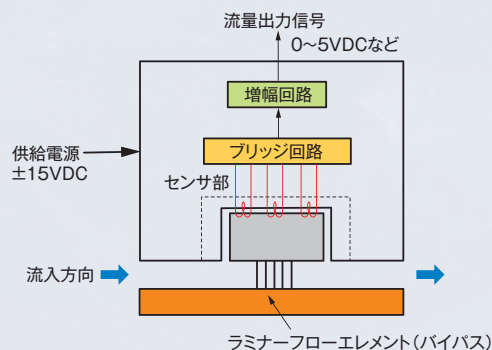 流量出力信号
0～5VDCなど
増幅回路
ブリッジ回路
供給電源
±15VDC
センサ部
流入方向
ラミナーフローエレメント（バイパス）